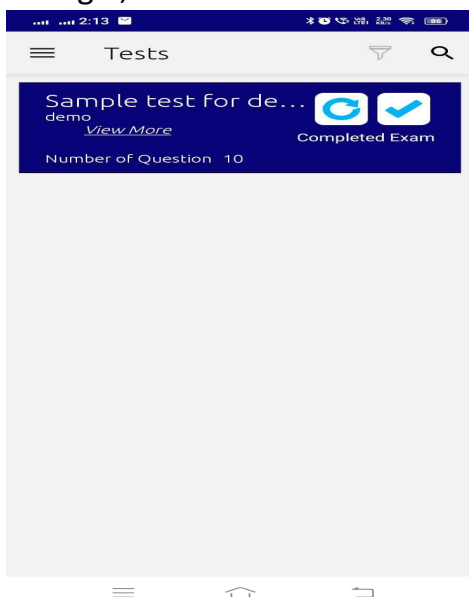 2:13
Tests
Sample test for de...
demo
View More
Completed Exam
Number of Question 10